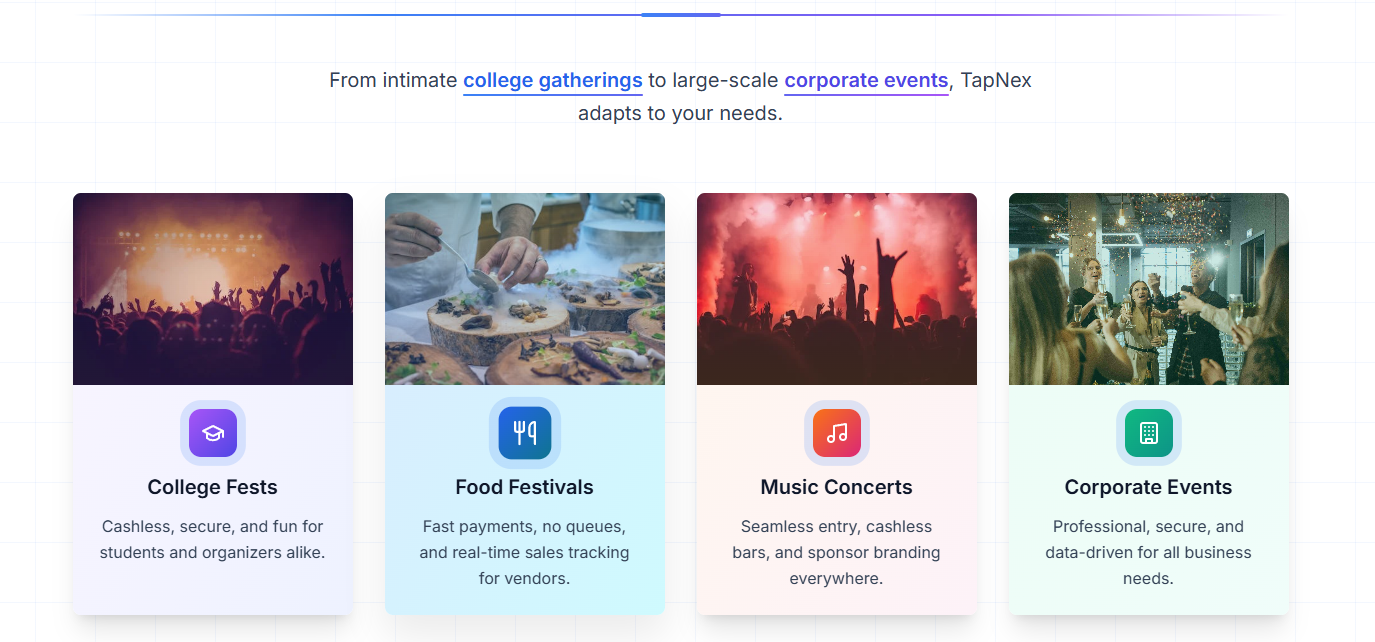 From intimate college gatherings to large-scale corporate events, TapNex
adapts to your needs.
College Fests
Cashless, secure, and fun for
students and organizers alike.
Food Festivals
Fast payments, no queues,
and real-time sales tracking
for vendors.
Music Concerts
Seamless entry, cashless
bars, and sponsor branding
everywhere.
Corporate Events
Professional, secure, and
data-driven for all business
needs.